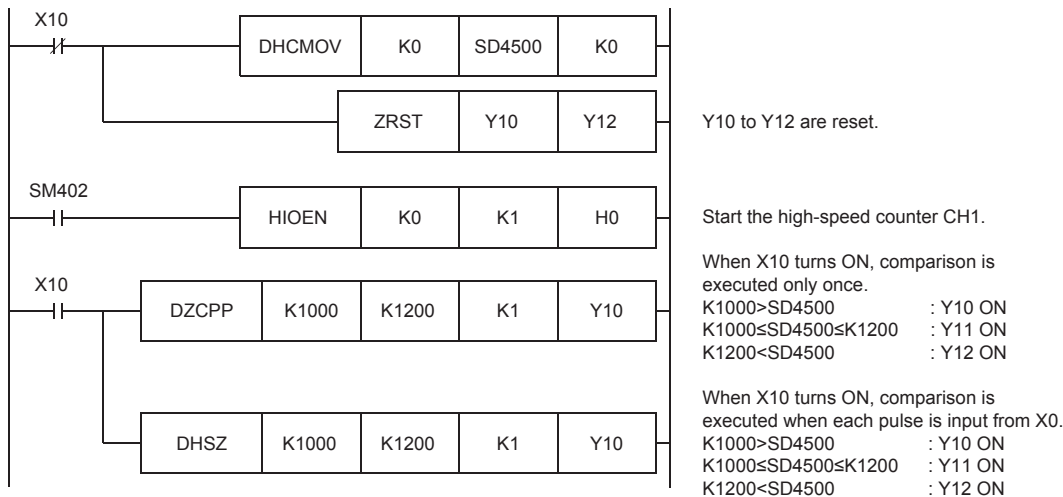 X10
DHCMOV K0 SD4500 K0
ZRST Y10 Y12 Y10 to Y12 are reset.
SM402
HIOEN K0 K1 H0 Start the high-speed counter CH1.
When X10 turns ON, comparison is
executed only once.
X10
DZCPP K1000 K1200 K1 Y10
K1000>SD4500 : Y10 ON
K1000≤SD4500≤K1200 : Y11 ON
K1200<SD4500 : Y12 ON
When X10 turns ON, comparison is
executed when each pulse is input from X0.
DHSZ K1000 K1200 K1 Y10
K1000>SD4500 : Y10 ON
K1000≤SD4500≤K1200 : Y11 ON
K1200<SD4500 : Y12 ON